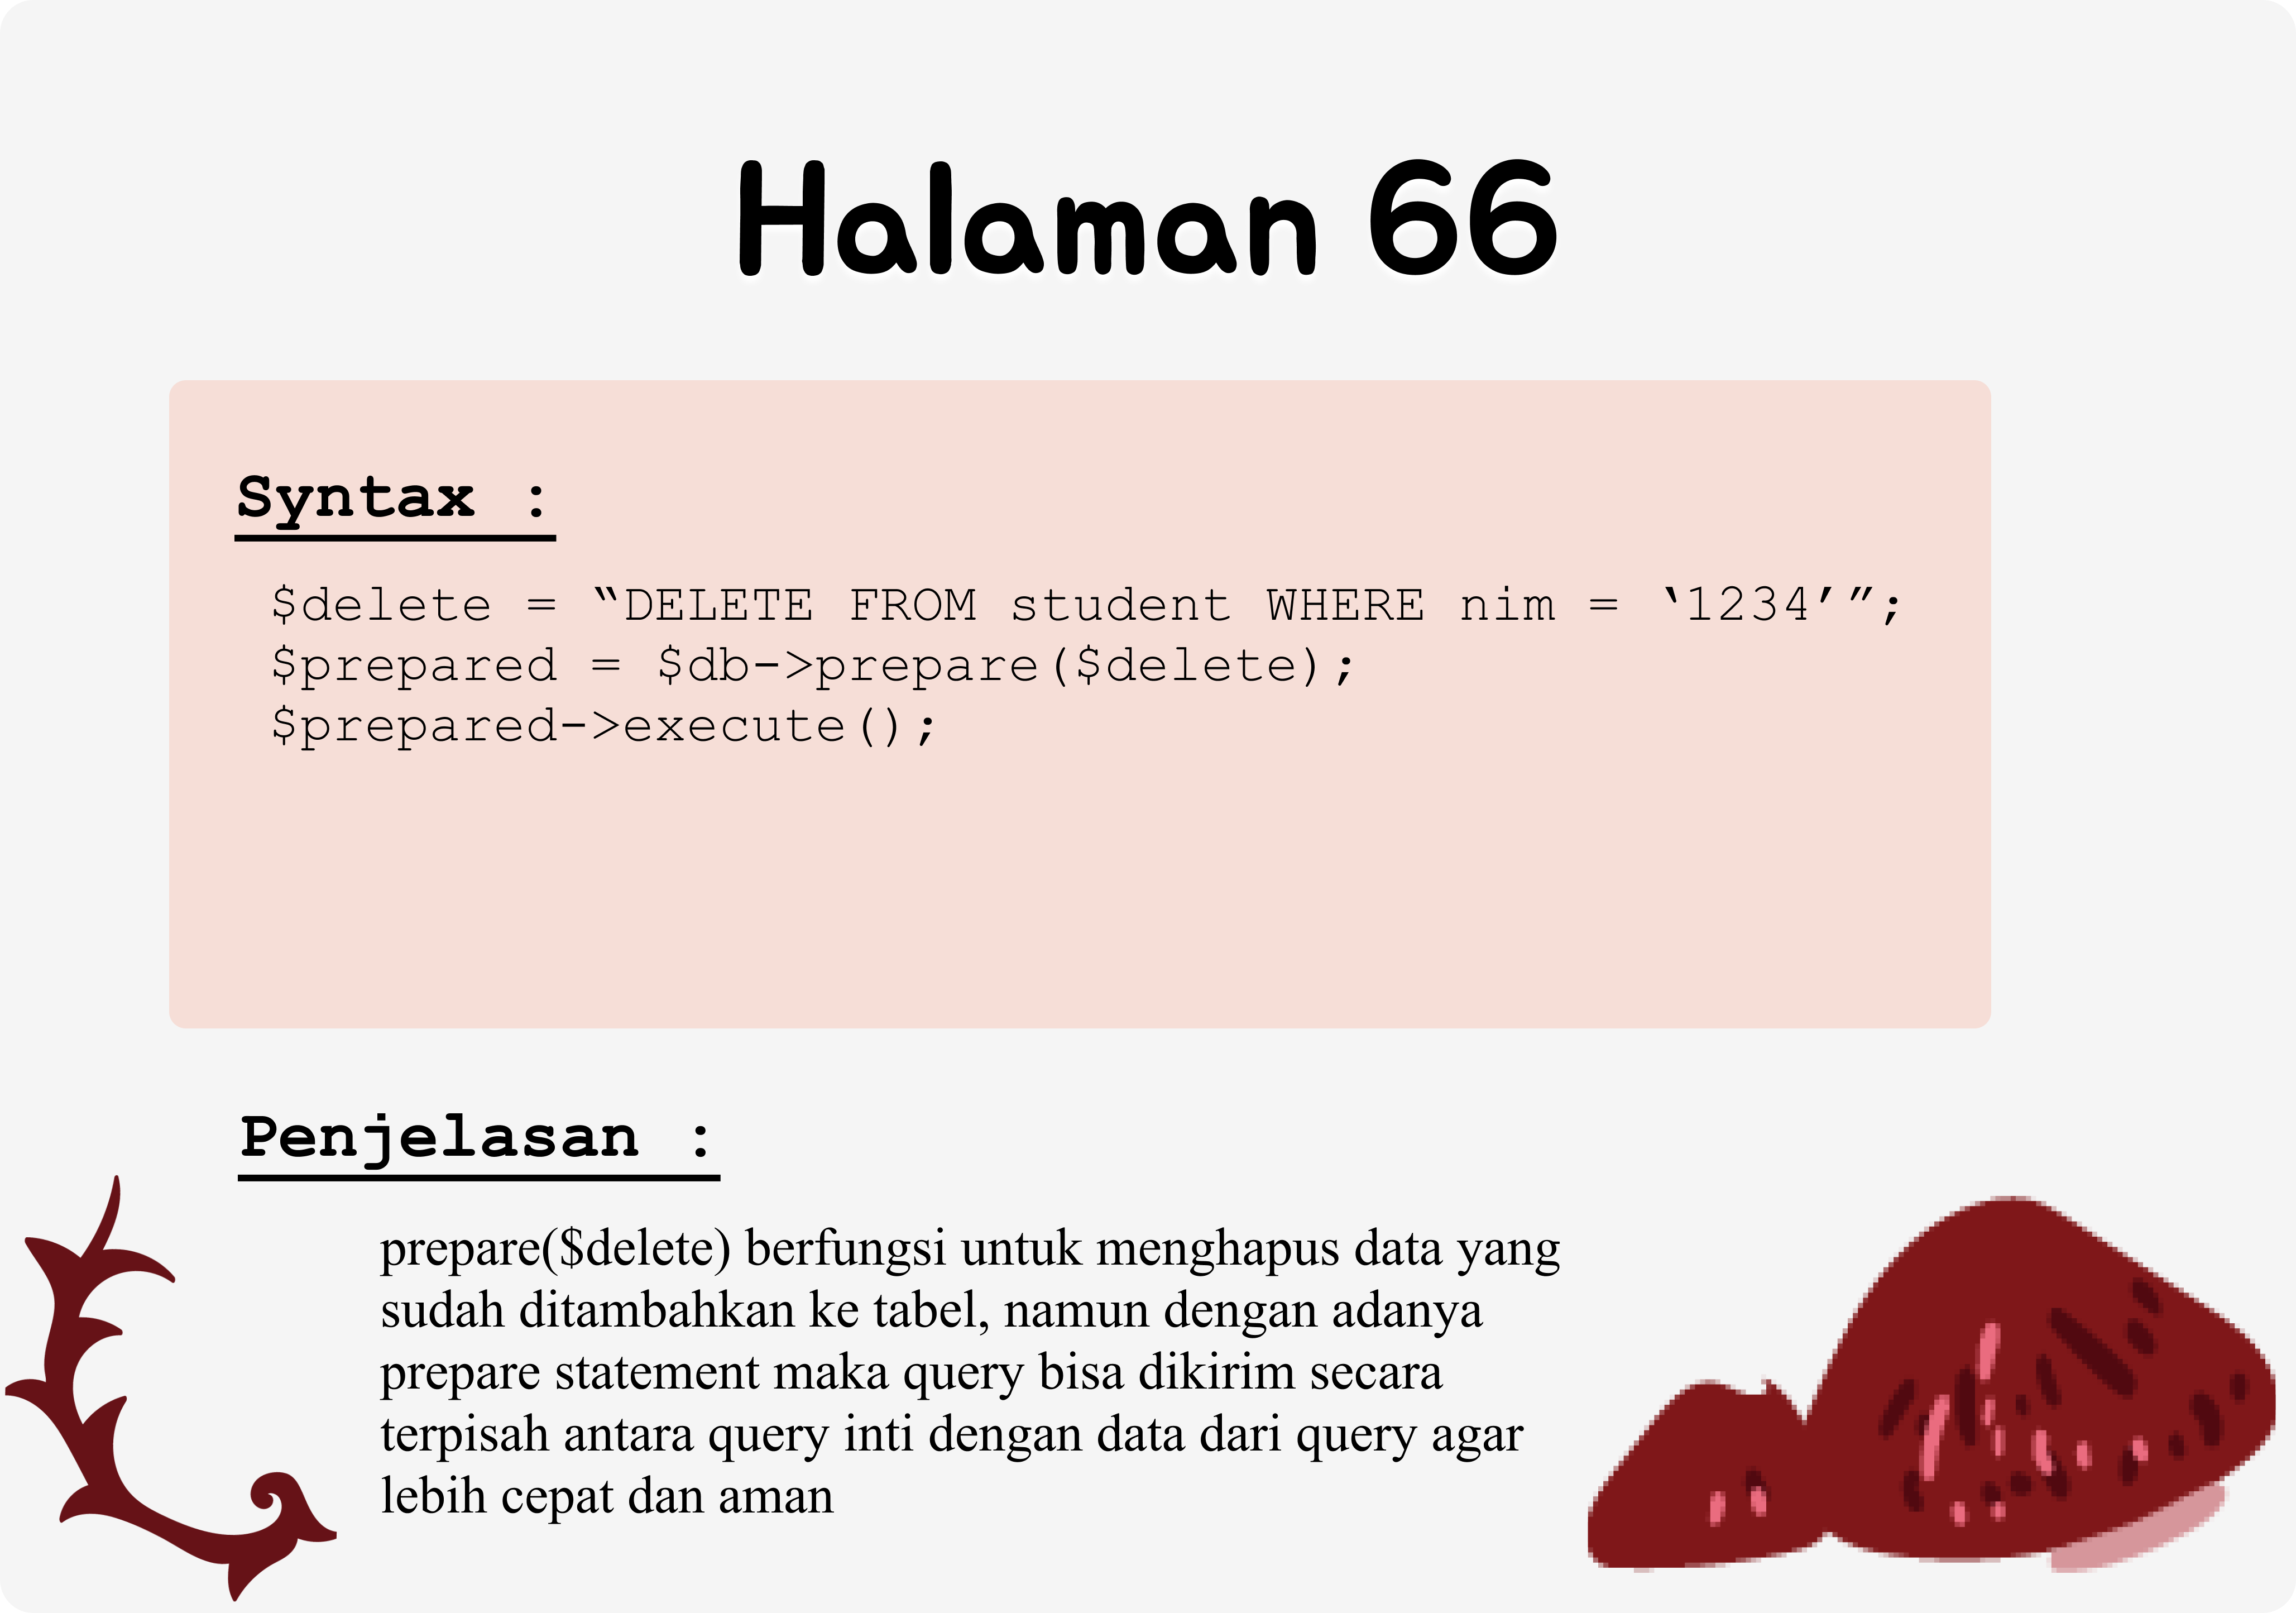 Halaman 66
Syntax :
$delete = “DELETE FROM student WHERE nim = ‘1234’”;
$prepared = $db->prepare($delete);
$prepared->execute();
Penjelasan :
prepare($delete) berfungsi untuk menghapus data yang
sudah ditambahkan ke tabel, namun dengan adanya
prepare statement maka query bisa dikirim secara
terpisah antara query inti dengan data dari query agar
lebih cepat dan aman